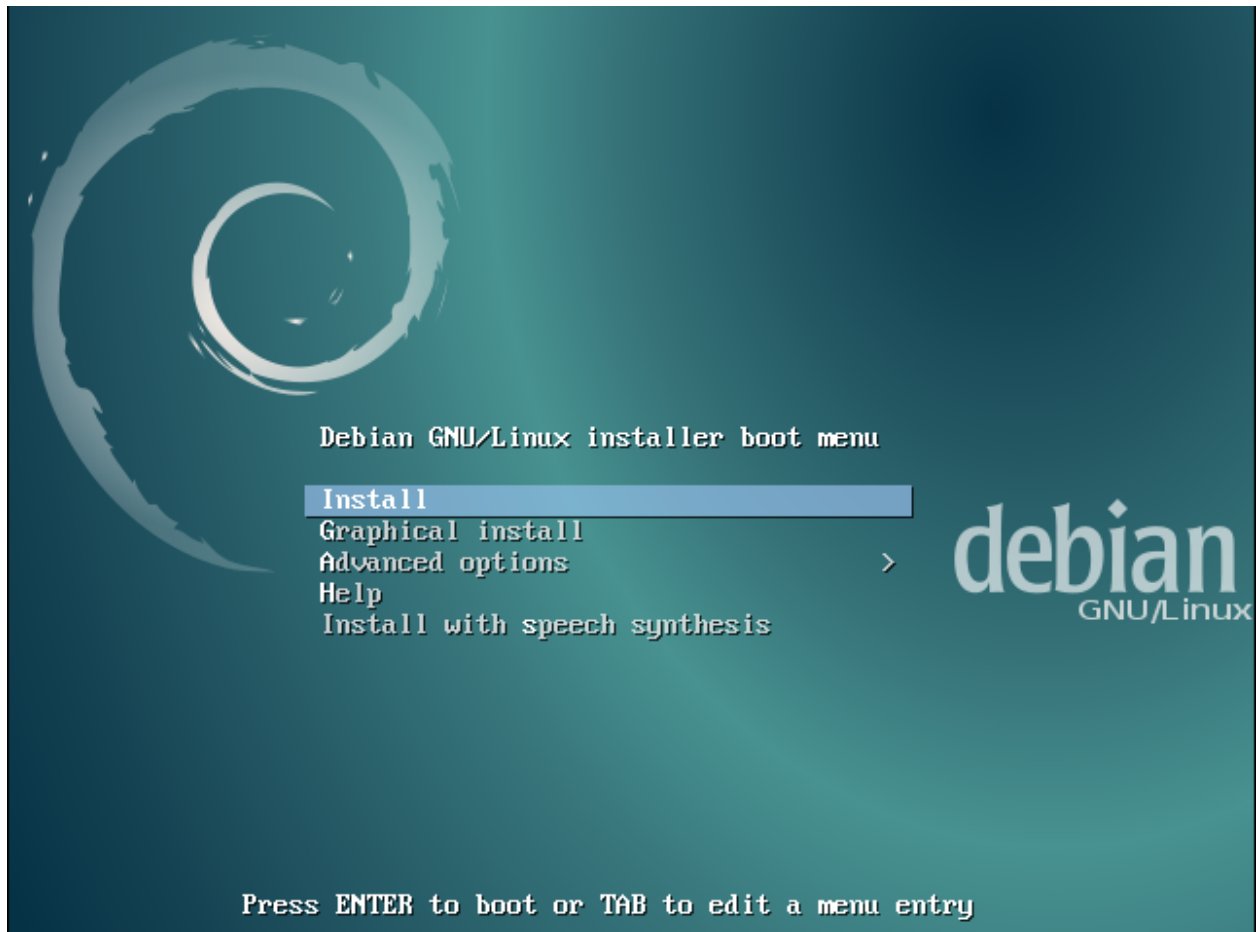 Debian GNU/Linux installer boot menu
Install
Graphical install
Advanced options >
Help
Install with speech synthesis
debian
GNU/Linux
Press ENTER to boot or TAB to edit a menu entry